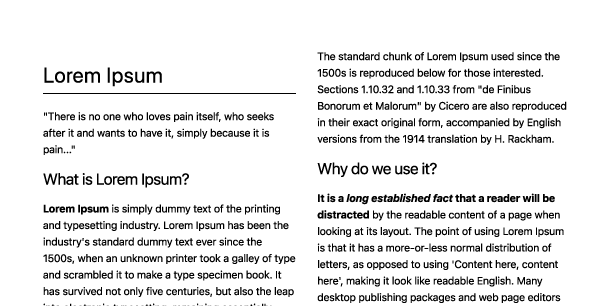 Lorem Ipsum
"There is no one who loves pain itself, who seeks
after it and wants to have it, simply because it is
pain..."
What is Lorem Ipsum?
Lorem Ipsum is simply dummy text of the printing
and typesetting industry. Lorem Ipsum has been the
industry's standard dummy text ever since the
1500s, when an unknown printer took a galley of type
and scrambled it to make a type specimen book. It
has survived not only five centuries, but also the leap
The standard chunk of Lorem Ipsum used since the
1500s is reproduced below for those interested.
Sections 1.10.32 and 1.10.33 from "de Finibus
Bonorum et Malorum" by Cicero are also reproduced
in their exact original form, accompanied by English
versions from the 1914 translation by H. Rackham.
Why do we use it?
It is a long established fact that a reader will be
distracted by the readable content of a page when
looking at its layout. The point of using Lorem Ipsum
is that it has a more-or-less normal distribution of
letters, as opposed to using 'Content here, content
here', making it look like readable English. Many
desktop publishing packages and web page editors